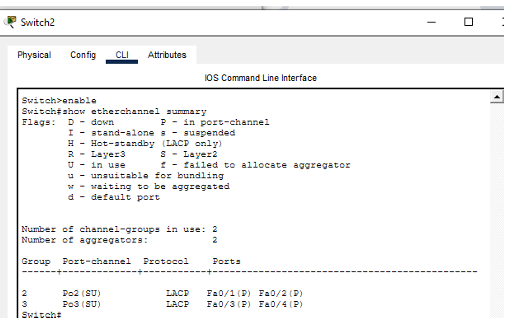 Switch2
Physical Config CLI Attributes
IOS Command Line Interface
Switch>enable
Switch#show etherchannel summary
Flags:  D - down        P - in port-channel
        I - stand-alone s - suspended
        H - Hot-standby (LACP only)
        R - Layer3      S - Layer2
        U - in use      f - failed to allocate aggregator
        u - unsuitable for bundling
        w - waiting to be aggregated
        d - default port
Number of channel-groups in use: 2
Number of aggregators:           2
Group  Port-channel  Protocol    Ports
------+-------------+-----------+----------------------------------------------
2      Po2(SU)           LACP   Fa0/1(P) Fa0/2(P)
3      Po3(SU)           LACP   Fa0/3(P) Fa0/4(P)
Switch#